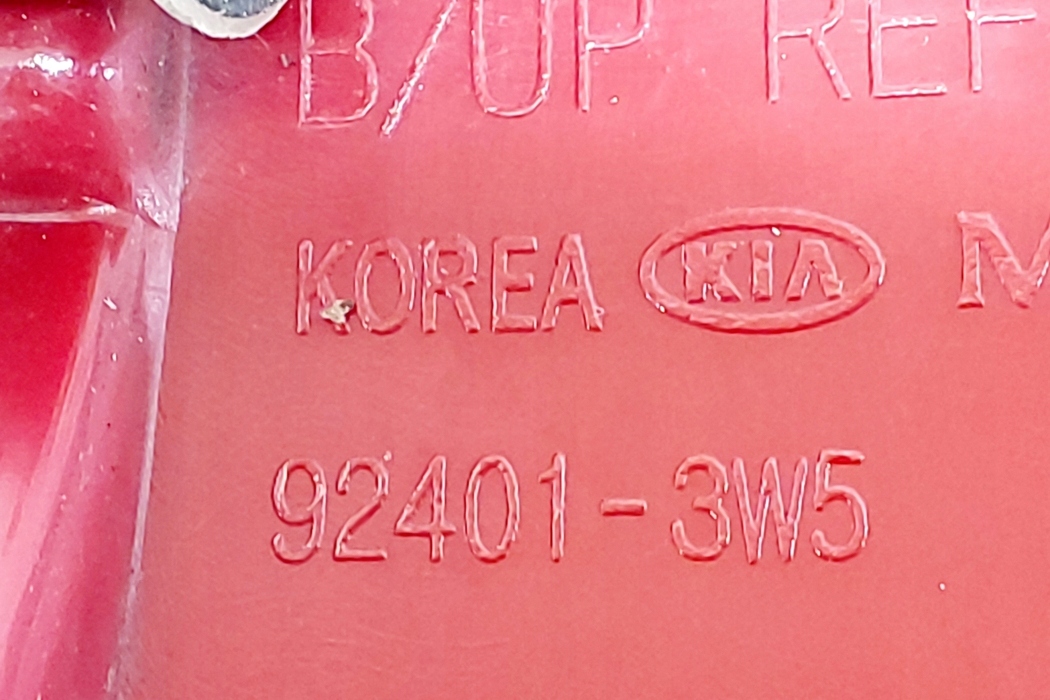 B/UP REF
KOREA KIA M
92401-3W5